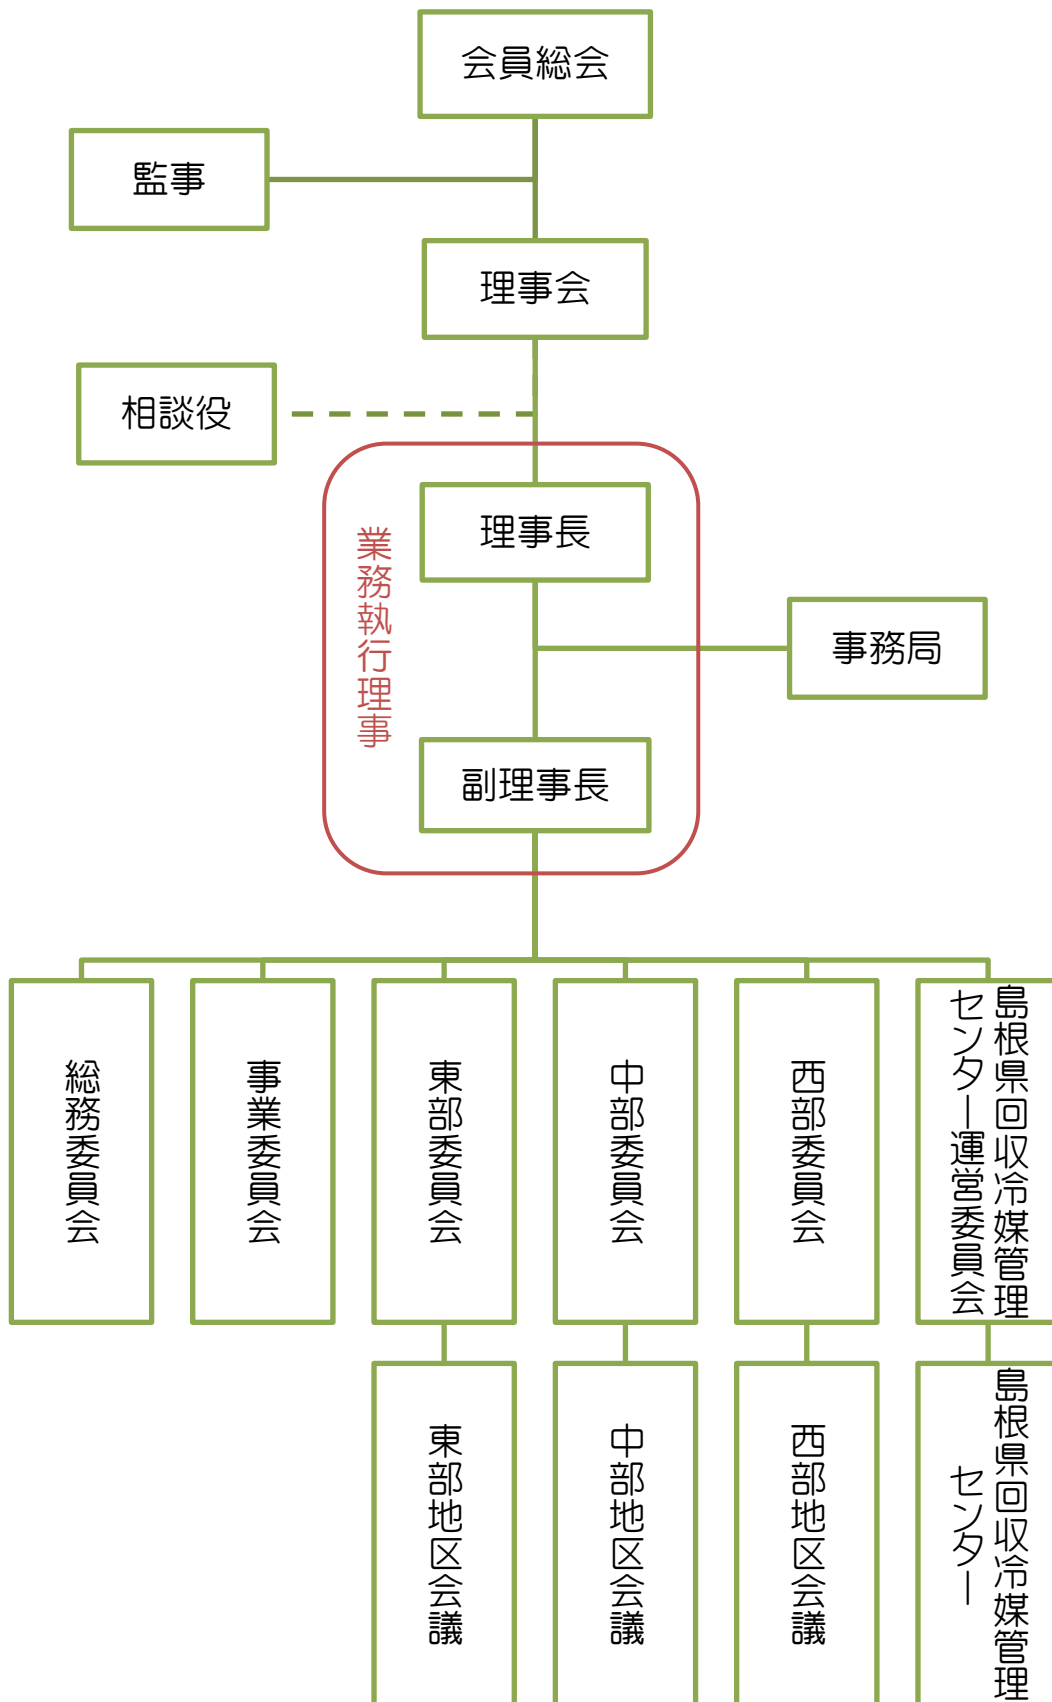 会員総会
監事
理事会
相談役
業務執行理事
理事長
事務局
副理事長
総務委員会
事業委員会
東部委員会
中部委員会
西部委員会
島根県回収冷媒管理
センター運営委員会
東部地区会議
中部地区会議
西部地区会議
島根県回収冷媒管理
センター